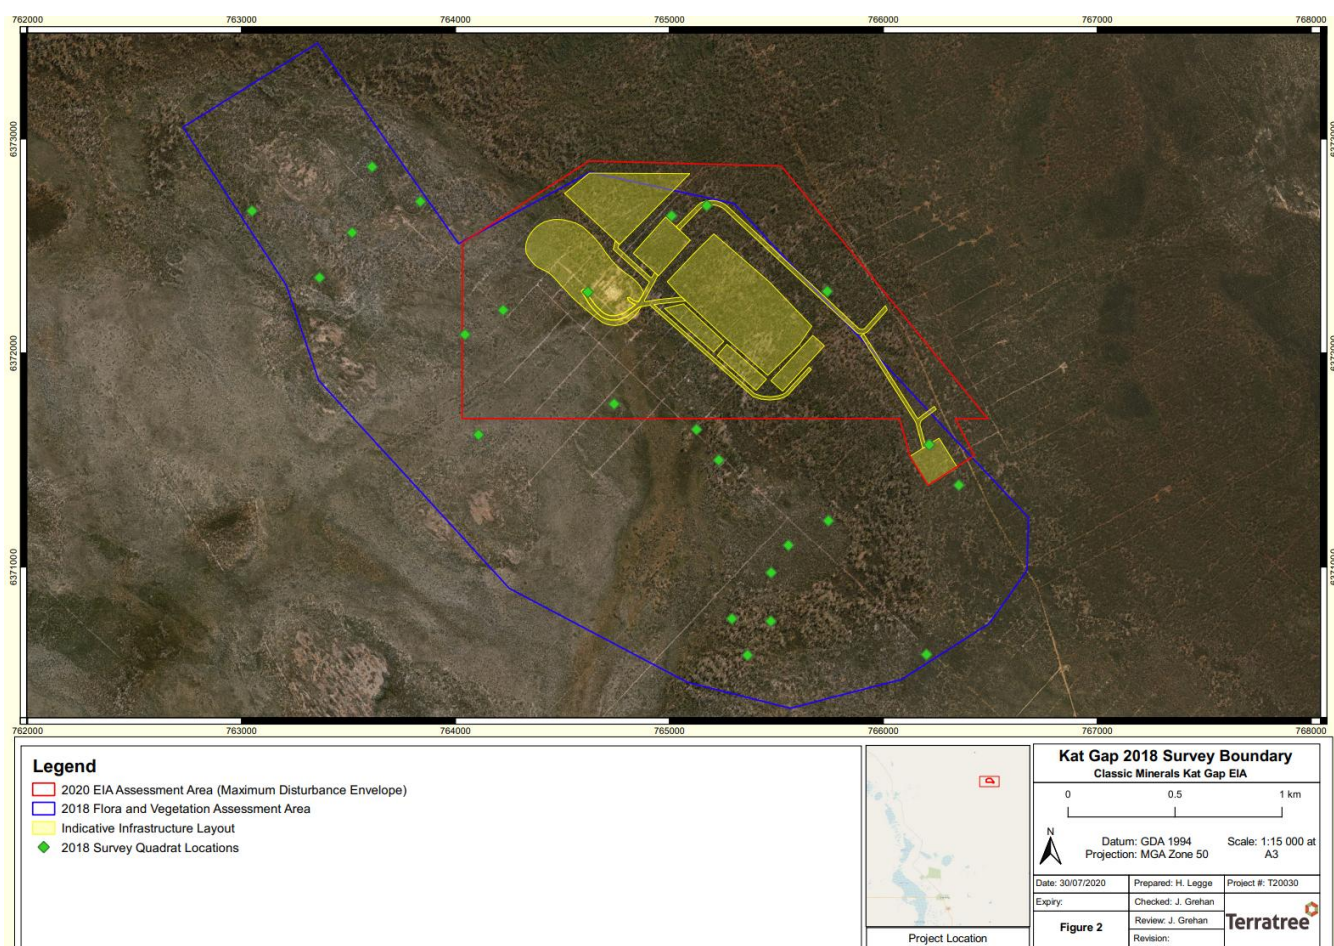 762000 763000 764000 765000 766000 767000 768000
6373000 6373000
6372000 6372000
6371000 6371000
762000 763000 764000 765000 766000 767000 768000
Legend
2020 EIA Assessment Area (Maximum Disturbance Envelope)
2018 Flora and Vegetation Assessment Area
Indicative Infrastructure Layout
2018 Survey Quadrat Locations
Project Location
Kat Gap 2018 Survey Boundary
Classic Minerals Kat Gap EIA
0 0.5 1 km
N
Datum: GDA 1994
Projection: MGA Zone 50
Scale: 1:15 000 at
A3
Date: 30/07/2020
Prepared: H. Legge
Project #: T20030
Expiry:
Checked: J. Grehan
Figure 2
Review: J. Grehan
Revision:
Terratree